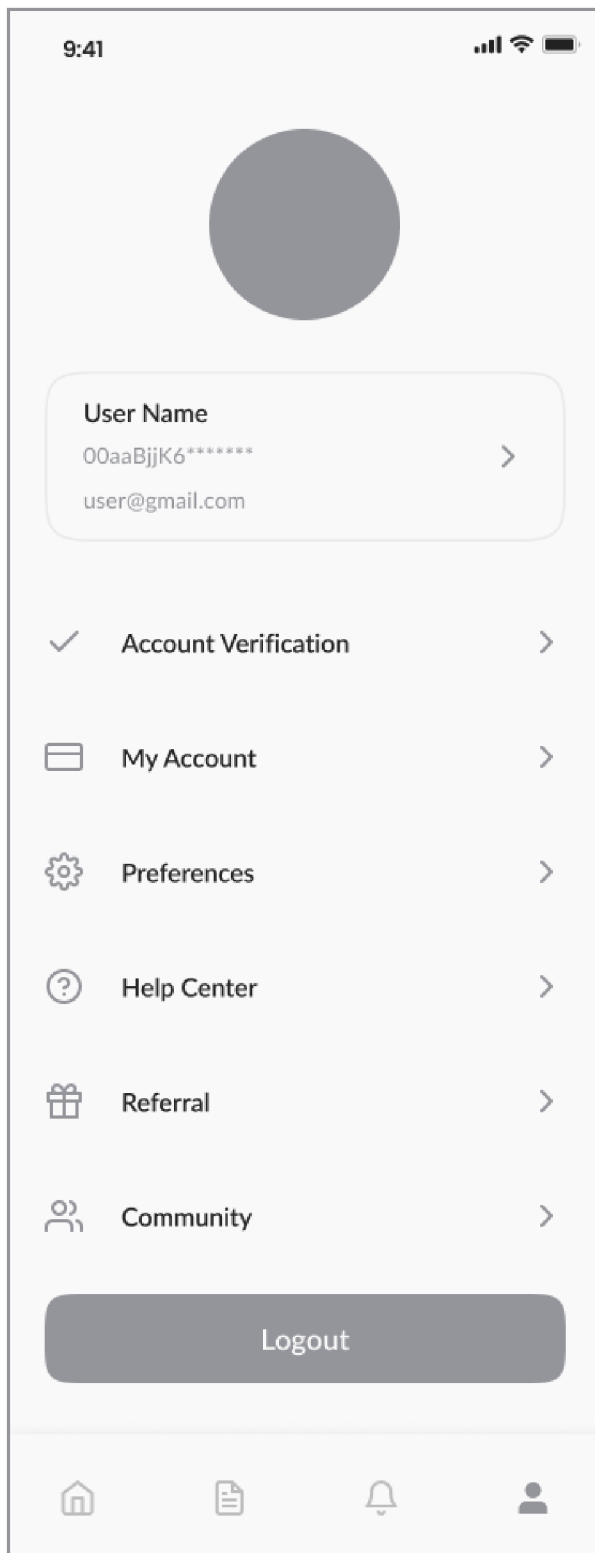 9:41
User Name
00aaBjjK6*******
user@gmail.com
Account Verification
My Account
Preferences
Help Center
Referral
Community
Logout